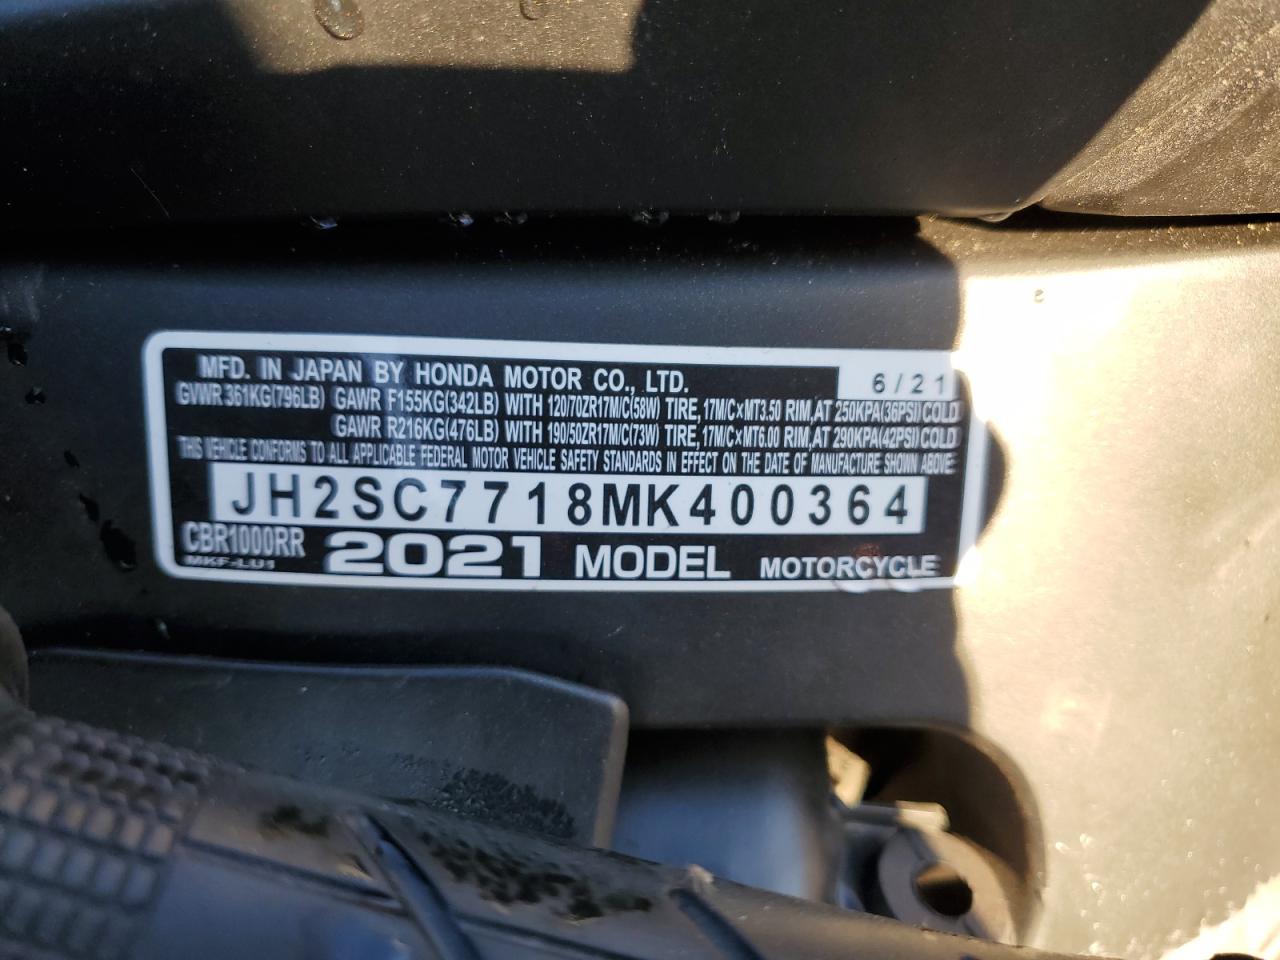 MFD. IN JAPAN BY HONDA MOTOR CO., LTD. 6/21
GVWR 361KG(796LB) GAWR F155KG(342LB) WITH 120/70ZR17M/C(58W) TIRE, 17M/C×MT3.50 RIM, AT 250KPA(36PSI) COLD
GAWR R216KG(476LB) WITH 190/50ZR17M/C(73W) TIRE, 17M/C×MT6.00 RIM, AT 290KPA(42PSI) COLD
THIS VEHICLE CONFORMS TO ALL APPLICABLE FEDERAL MOTOR VEHICLE SAFETY STANDARDS IN EFFECT ON THE DATE OF MANUFACTURE SHOWN ABOVE
JH2SC7718MK400364
CBR1000RR 2021 MODEL MOTORCYCLE
MKF-LU1